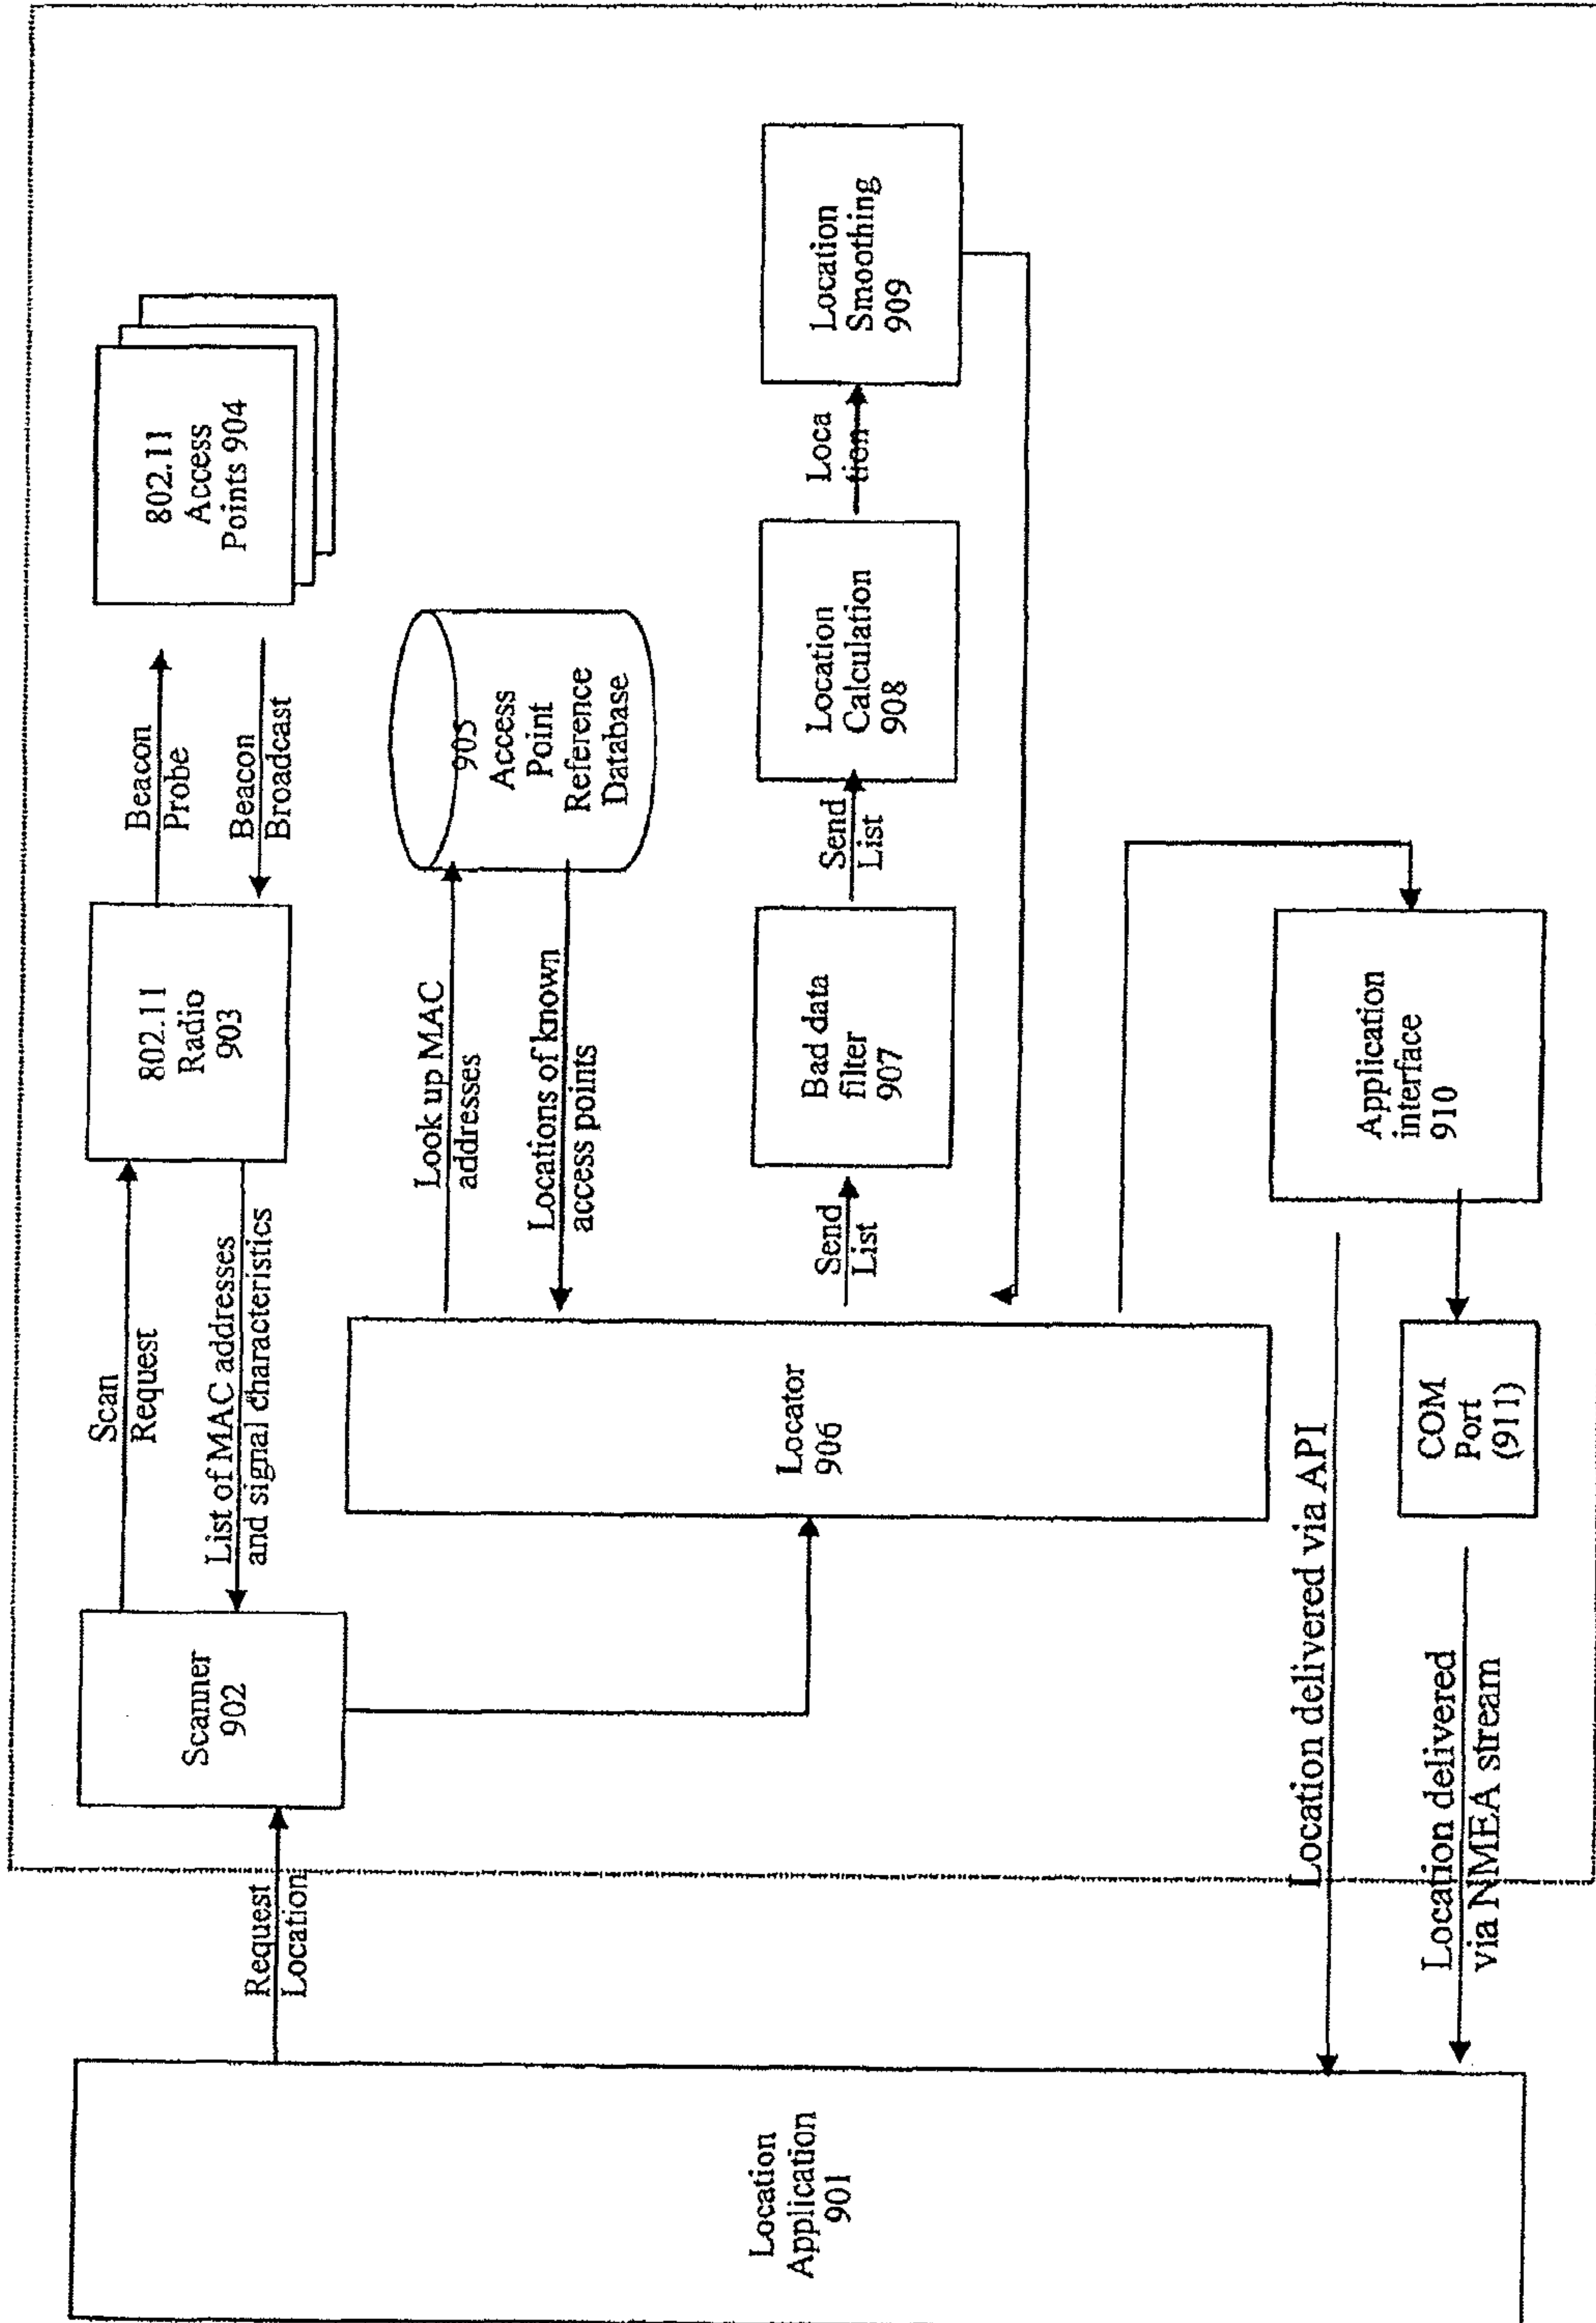 Location
Application
901
Request
Location
Scanner
902
Scan
Request
List of MAC addresses
and signal characteristics
802.11
Radio
903
Beacon
Probe
Beacon
Broadcast
802.11
Access
Points 904
Look up MAC
addresses
Locations of known
access points
905
Access
Point
Reference
Database
Locator
906
Send
List
Bad data
filter
907
Send
List
Location
Calculation
908
Loca
tion
Location
Smoothing
909
Application
interface
910
COM
Port
(911)
Location delivered via API
Location delivered
via NMEA stream